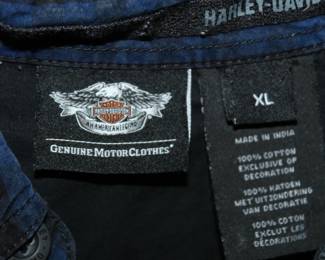 HARLEY-DAVID
HARLEY-DAVIDSON
AN AMERICAN LEGEND
GENUINE MOTORCLOTHES®
XL
MADE IN INDIA
100% COTTON
EXCLUSIVE OF
DECORATION
100% KATOEN
MET UITZONDERING
VAN DECORATIE
100% COTON
EXCLUT LES
DÉCORATIONS